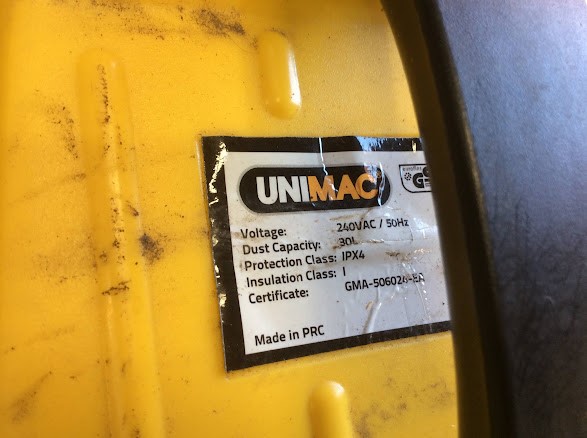 UNIMAC
GS
Voltage: 240VAC / 50Hz
Dust Capacity: 30L
Protection Class: IPX4
Insulation Class: I
Certificate: GMA-506026-EA
Made in PRC